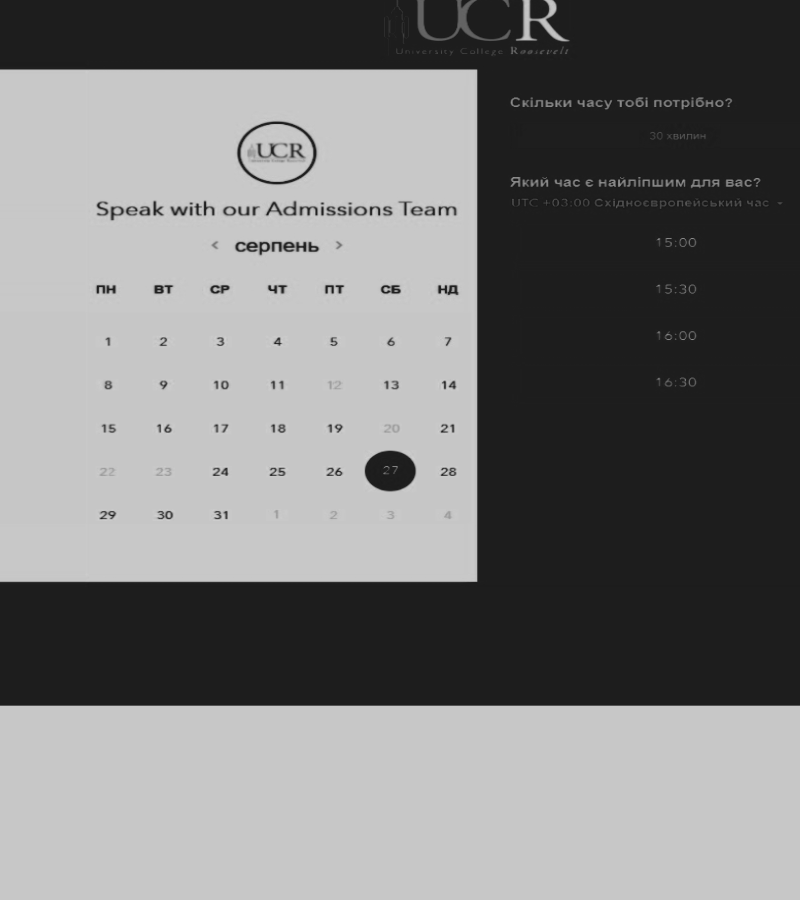 UCR
University College Roosevelt
UCR
Speak with our Admissions Team
< серпень >
ПН ВТ СР ЧТ ПТ СБ НД
1 2 3 4 5 6 7
8 9 10 11 12 13 14
15 16 17 18 19 20 21
22 23 24 25 26 27 28
29 30 31 1 2 3 4
Скільки часу тобі потрібно?
30 хвилин
Який час є найліпшим для вас?
UTC +03:00 Східноєвропейський час
15:00
15:30
16:00
16:30